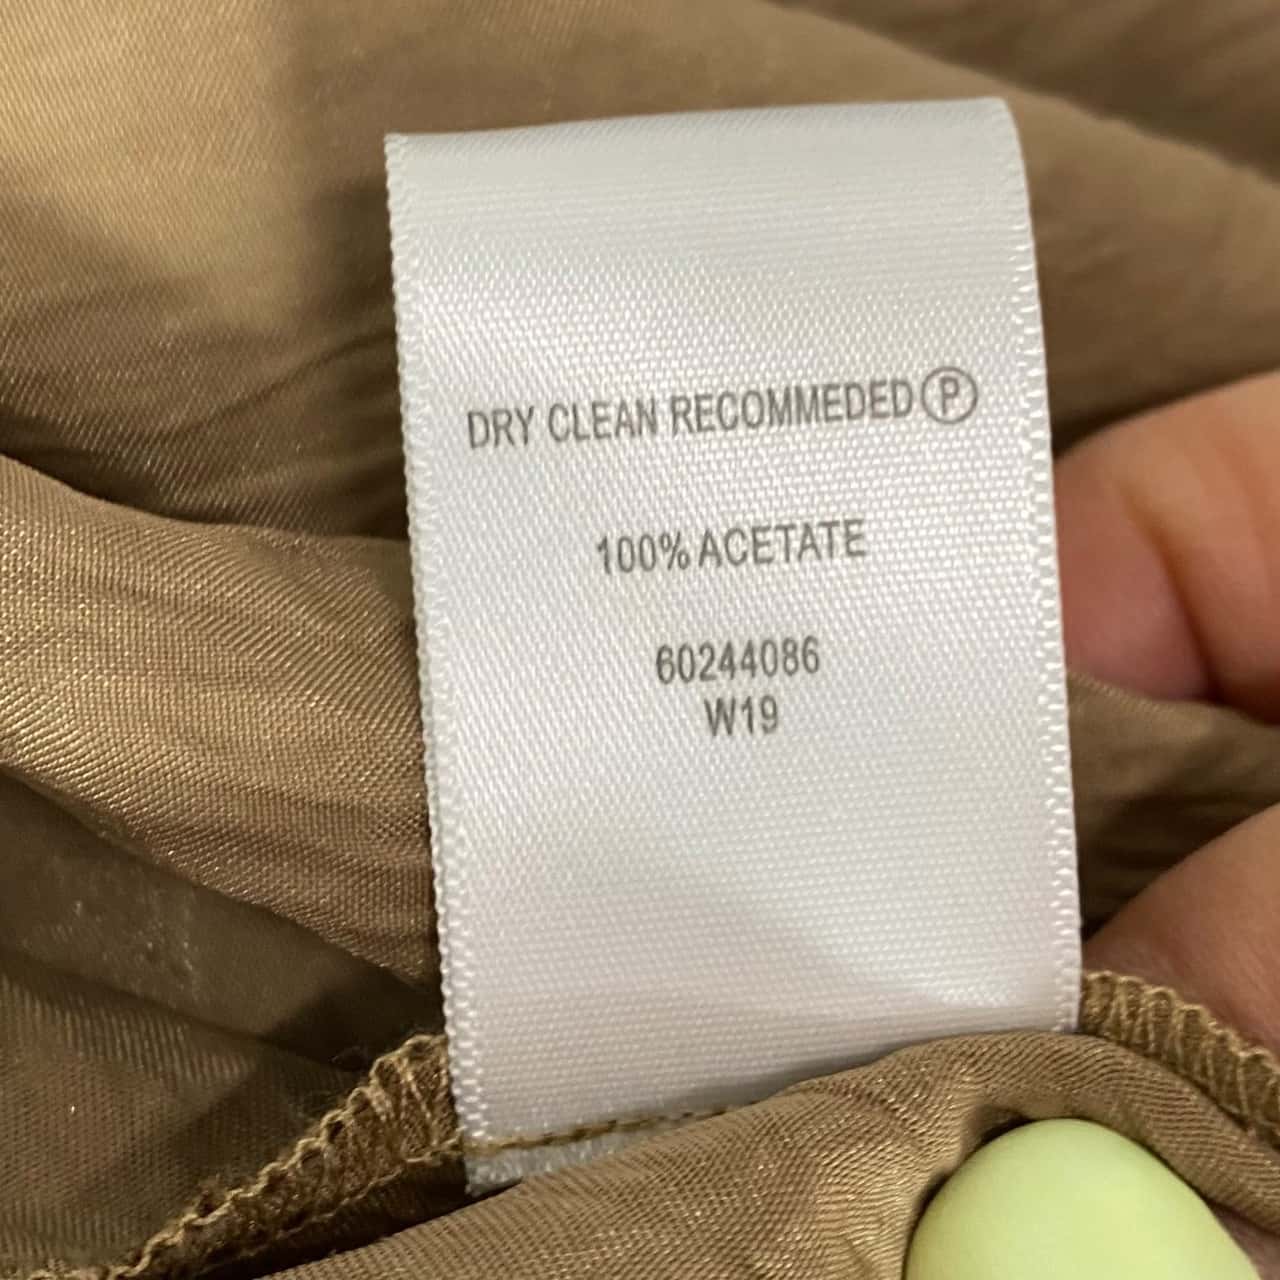 DRY CLEAN RECOMMEDED Ⓟ
100% ACETATE
60244086
W19